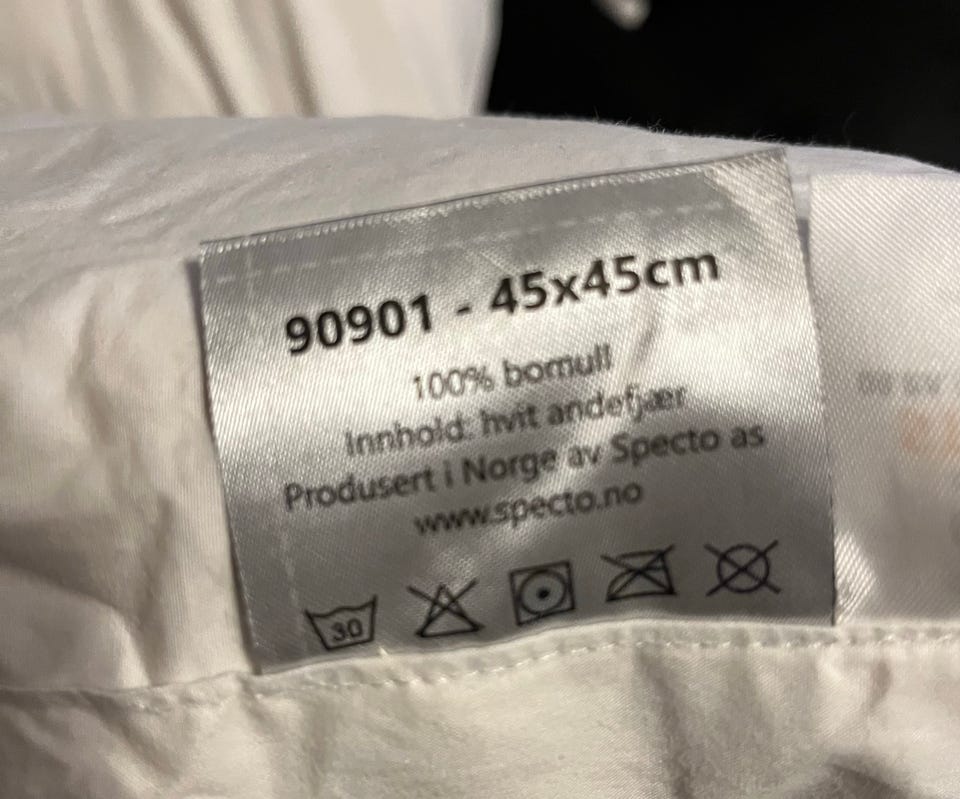 90901 - 45x45cm
100% bomull
Innhold: hvit andefjær
Produsert i Norge av Specto as
www.specto.no
30